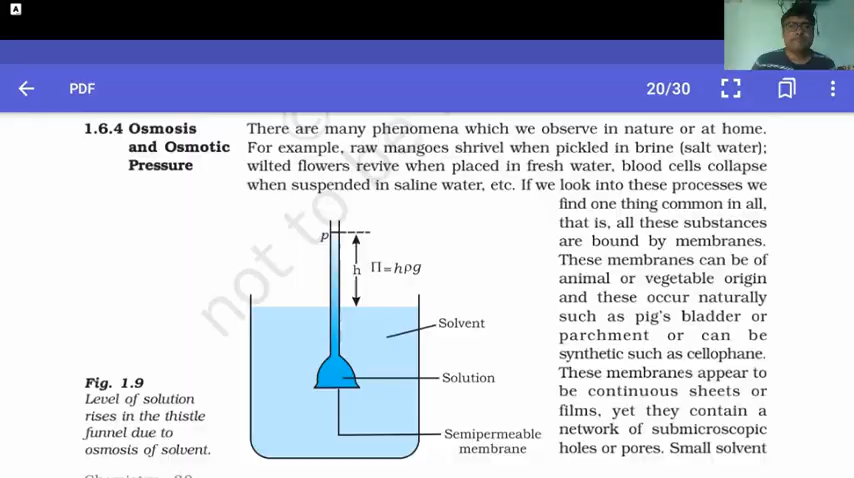 A
PDF
20/30
1.6.4 Osmosis
and Osmotic
Pressure
There are many phenomena which we observe in nature or at home.
For example, raw mangoes shrivel when pickled in brine (salt water);
wilted flowers revive when placed in fresh water, blood cells collapse
when suspended in saline water, etc. If we look into these processes we
find one thing common in all,
that is, all these substances
are bound by membranes.
These membranes can be of
animal or vegetable origin
and these occur naturally
such as pig's bladder or
parchment or can be
synthetic such as cellophane.
These membranes appear to
be continuous sheets or
films, yet they contain a
network of submicroscopic
holes or pores. Small solvent
p
h
Π=hρg
Solvent
Solution
Semipermeable
membrane
Fig. 1.9
Level of solution
rises in the thistle
funnel due to
osmosis of solvent.
©
not to be